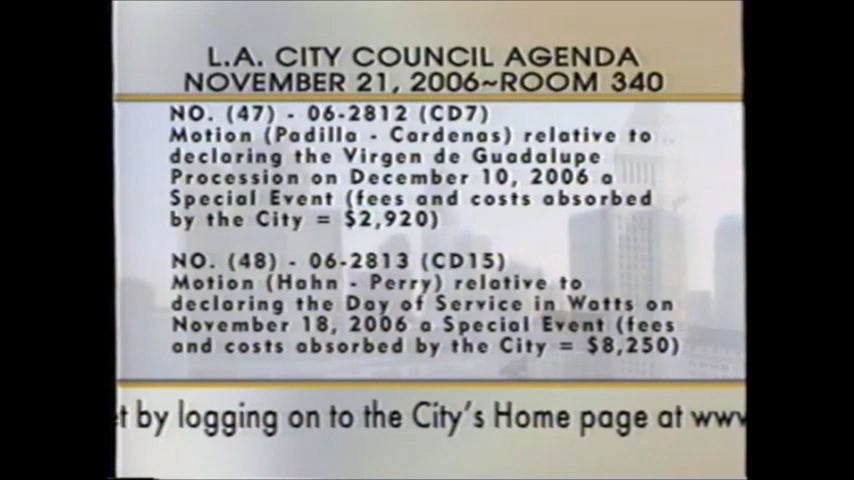 L.A. CITY COUNCIL AGENDA
NOVEMBER 21, 2006~ROOM 340
NO. (47) - 06-2812 (CD7)
Motion (Padilla - Cardenas) relative to
declaring the Virgen de Guadalupe
Procession on December 10, 2006 a
Special Event (fees and costs absorbed
by the City = $2,920)
NO. (48) - 06-2813 (CD15)
Motion (Hahn - Perry) relative to
declaring the Day of Service in Watts on
November 18, 2006 a Special Event (fees
and costs absorbed by the City = $8,250)
t by logging on to the City's Home page at www